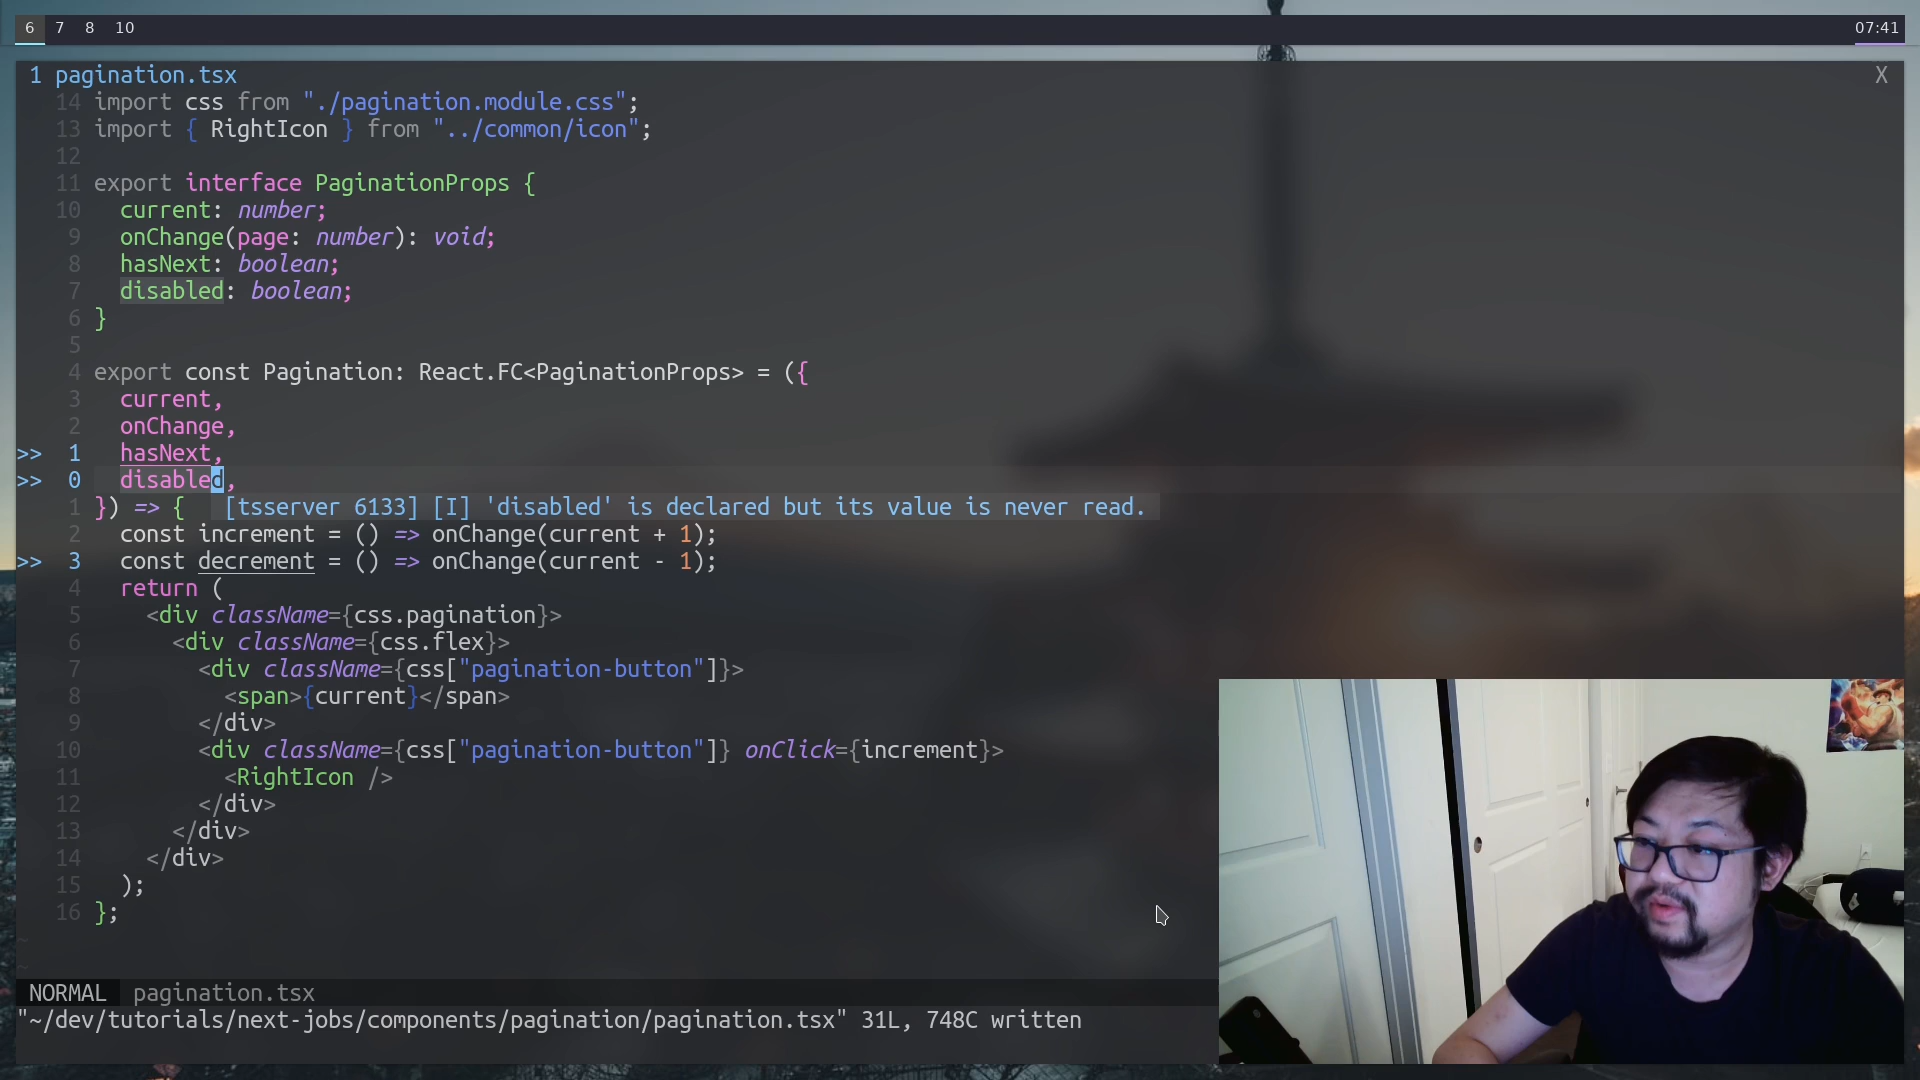 6 7 8 10 07:41
1 pagination.tsx X
14 import css from "./pagination.module.css";
13 import { RightIcon } from "../common/icon";
12
11 export interface PaginationProps {
10 current: number;
9 onChange(page: number): void;
8 hasNext: boolean;
7 disabled: boolean;
6 }
5
4 export const Pagination: React.FC<PaginationProps> = ({
3 current,
2 onChange,
>> 1 hasNext,
>> 0 disabled,
1 }) => { [tsserver 6133] [I] 'disabled' is declared but its value is never read.
2 const increment = () => onChange(current + 1);
>> 3 const decrement = () => onChange(current - 1);
4 return (
5 <div className={css.pagination}>
6 <div className={css.flex}>
7 <div className={css["pagination-button"]}>
8 <span>{current}</span>
9 </div>
10 <div className={css["pagination-button"]} onClick={increment}>
11 <RightIcon />
12 </div>
13 </div>
14 </div>
15 );
16 };
~
~
NORMAL pagination.tsx
"~/dev/tutorials/next-jobs/components/pagination/pagination.tsx" 31L, 748C written